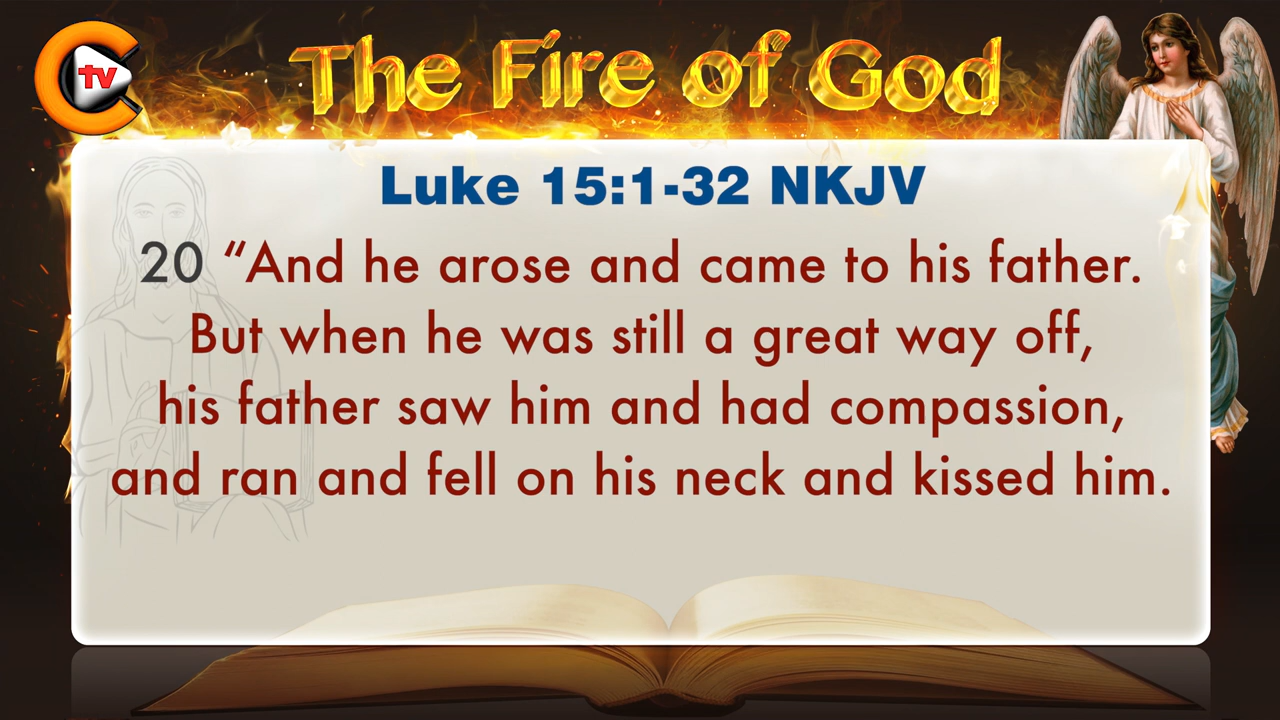 tv
The Fire of God
Luke 15:1-32 NKJV
20 “And he arose and came to his father.
But when he was still a great way off,
his father saw him and had compassion,
and ran and fell on his neck and kissed him.